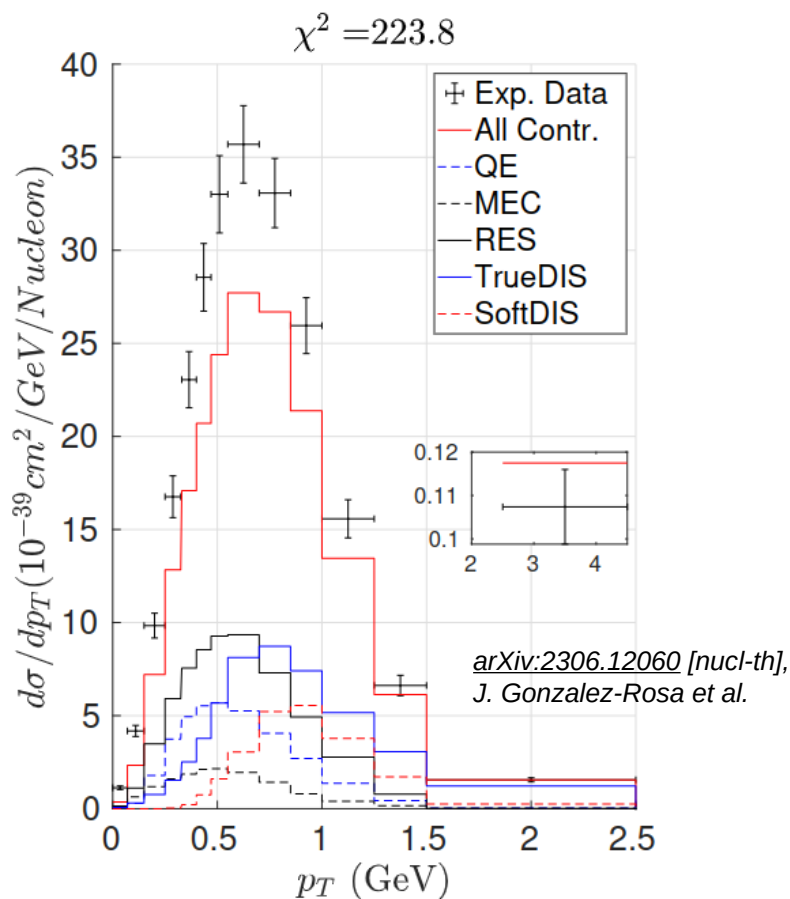 χ² =223.8
40
35
30
25
20
15
10
5
0
dσ/dp_T(10⁻³⁹cm²/GeV/Nucleon)
Exp. Data
All Contr.
QE
MEC
RES
TrueDIS
SoftDIS
0.12
0.11
0.1
2 3 4
arXiv:2306.12060 [nucl-th],
J. Gonzalez-Rosa et al.
0 0.5 1 1.5 2 2.5
p_T (GeV)